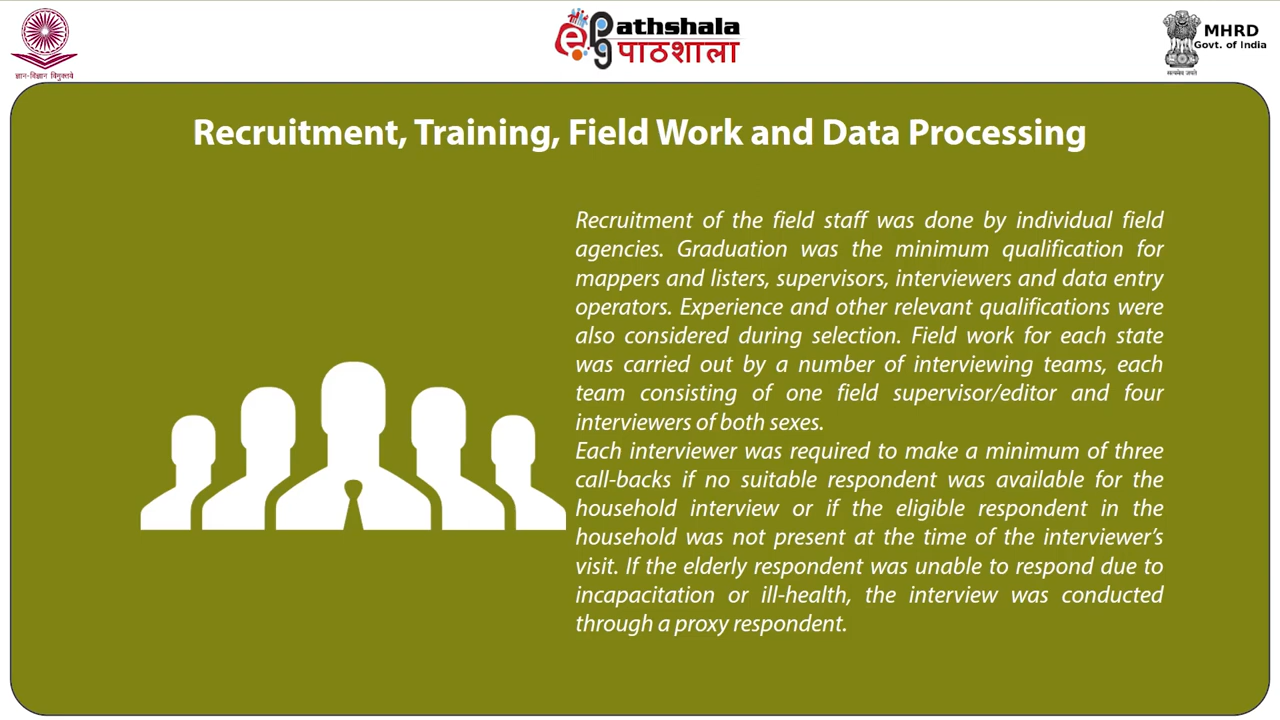 ज्ञान-विज्ञान विमुक्तये
ePG Pathshala
पाठशाला
सत्यमेव जयते
MHRD
Govt. of India
Recruitment, Training, Field Work and Data Processing
Recruitment of the field staff was done by individual field
agencies. Graduation was the minimum qualification for
mappers and listers, supervisors, interviewers and data entry
operators. Experience and other relevant qualifications were
also considered during selection. Field work for each state
was carried out by a number of interviewing teams, each
team consisting of one field supervisor/editor and four
interviewers of both sexes.
Each interviewer was required to make a minimum of three
call-backs if no suitable respondent was available for the
household interview or if the eligible respondent in the
household was not present at the time of the interviewer’s
visit. If the elderly respondent was unable to respond due to
incapacitation or ill-health, the interview was conducted
through a proxy respondent.